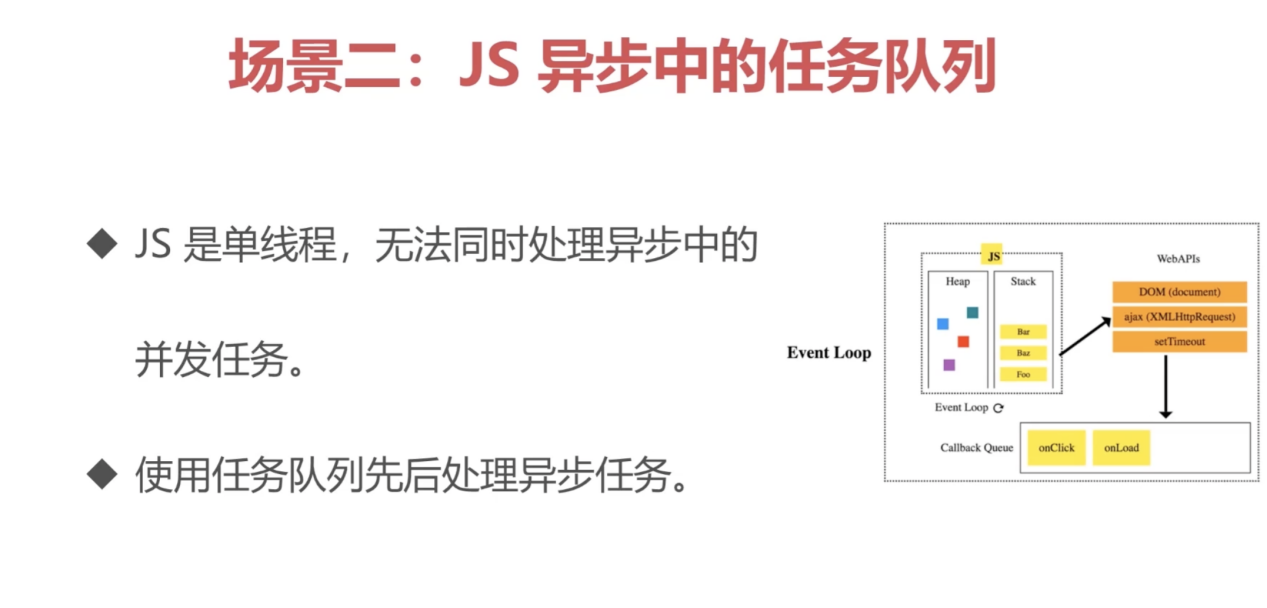 场景二：JS 异步中的任务队列
◆ JS 是单线程，无法同时处理异步中的
并发任务。
◆ 使用任务队列先后处理异步任务。
Event Loop
JS
Heap
Stack
Bar
Baz
Foo
Event Loop
WebAPIs
DOM (document)
ajax (XMLHttpRequest)
setTimeout
Callback Queue
onClick
onLoad